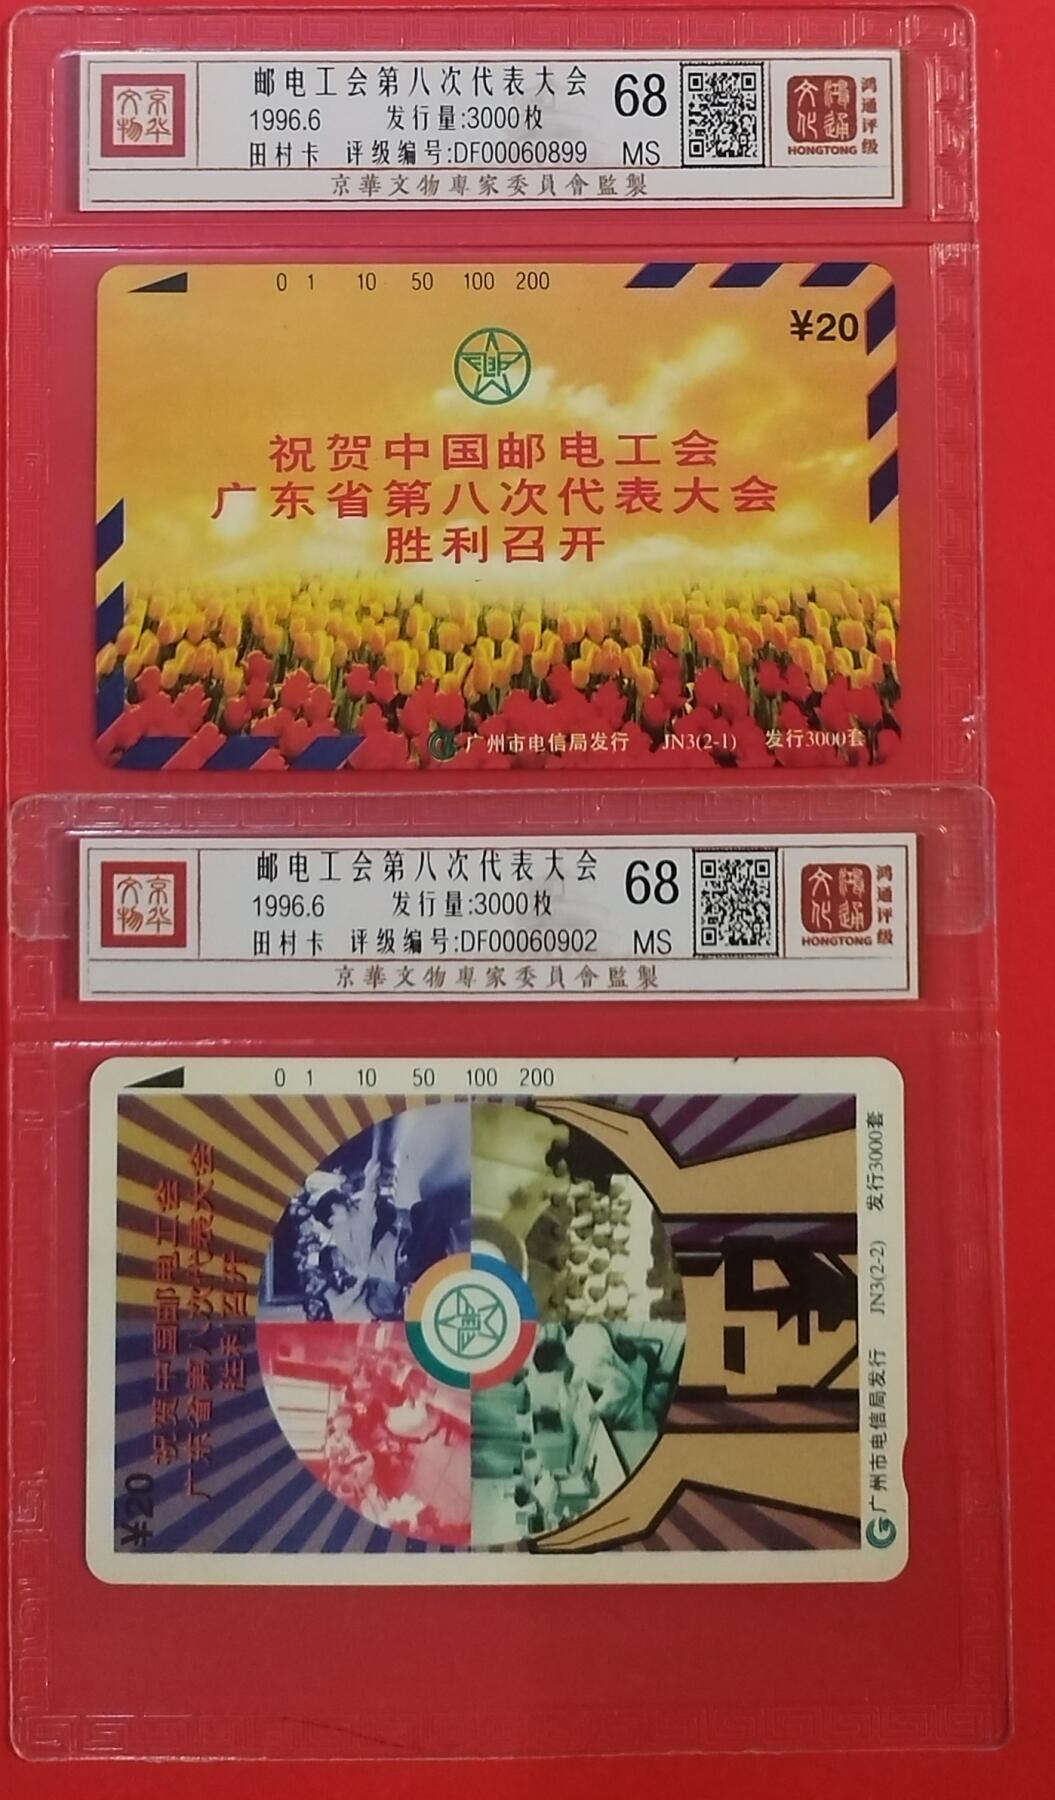 京华文物
邮电工会第八次代表大会
1996.6 发行量:3000枚
田村卡 评级编号:DF00060899
68
MS
鸿通文化
HONGTONG
鸿通评级
京華文物專家委員會監製
0 1 10 50 100 200
¥20
祝贺中国邮电工会
广东省第八次代表大会
胜利召开
广州市电信局发行 JN3(2-1) 发行3000套
京华文物
邮电工会第八次代表大会
1996.6 发行量:3000枚
田村卡 评级编号:DF00060902
68
MS
鸿通文化
HONGTONG
鸿通评级
京華文物專家委員會監製
0 1 10 50 100 200
¥20
祝贺中国邮电工会
广东省第八次代表大会
胜利召开
广州市电信局发行 JN3(2-2) 发行3000套